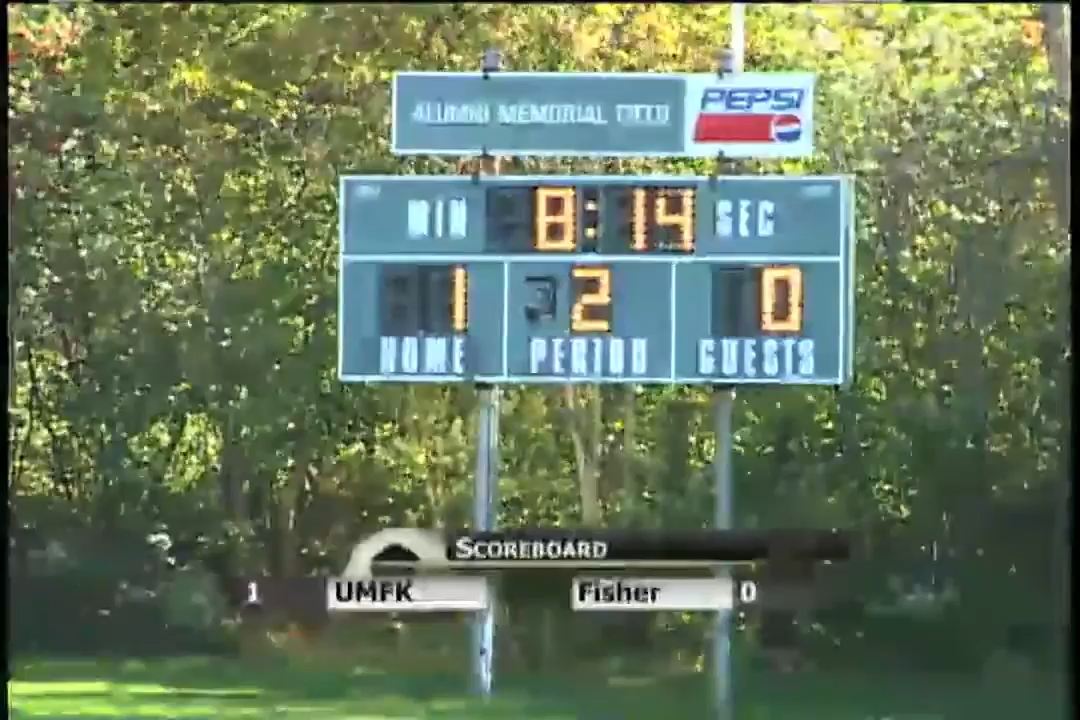 ALUMNI MEMORIAL FIELD
PEPSI
MIN 8:14 SEC
1 2 0
HOME PERIOD GUESTS
SCOREBOARD
1 UMFK Fisher 0